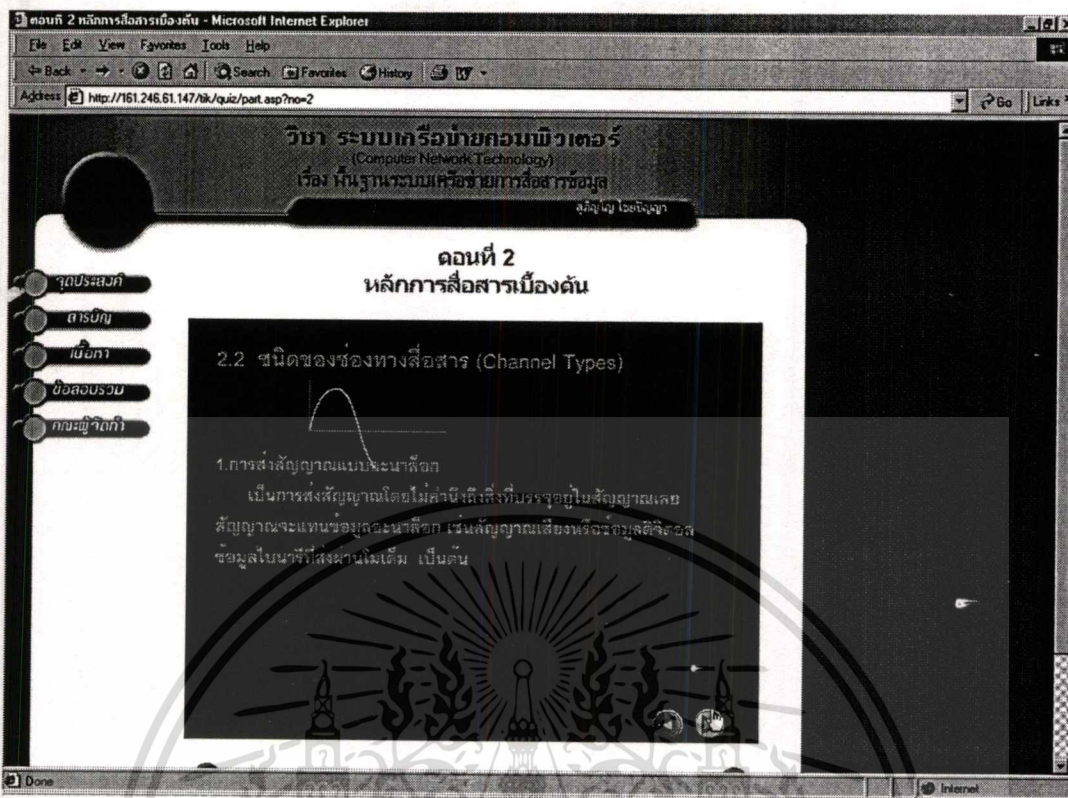 ตอนที่ 2 หลักการสื่อสารเบื้องต้น - Microsoft Internet Explorer
File Edit View Favorites Tools Help
Back Search Favorites History
Address http://161.246.61.147/tik/quiz/part.asp?no=2 Go Links
วิชา ระบบเครือข่ายคอมพิวเตอร์
(Computer Network Technology)
เรื่อง พื้นฐานระบบเครือข่ายการสื่อสารข้อมูล
ตอนที่ 2
หลักการสื่อสารเบื้องต้น
จุดประสงค์
สารบัญ
เนื้อหา
ข้อสอบรวม
คณะผู้จัดทำ
2.2 ชนิดของช่องทางสื่อสาร (Channel Types)
1.การส่งสัญญาณแบบอะนาล็อก
เป็นการส่งสัญญาณโดยไม่คำนึงถึงสิ่งที่บรรจุอยู่ในสัญญาณเลย
สัญญาณจะแทนข้อมูลอะนาล็อก เช่นสัญญาณเสียงหรือข้อมูลดิจิตอล
ข้อมูลไบนารีที่ส่งผ่านโมเด็ม เป็นต้น
Done
Internet